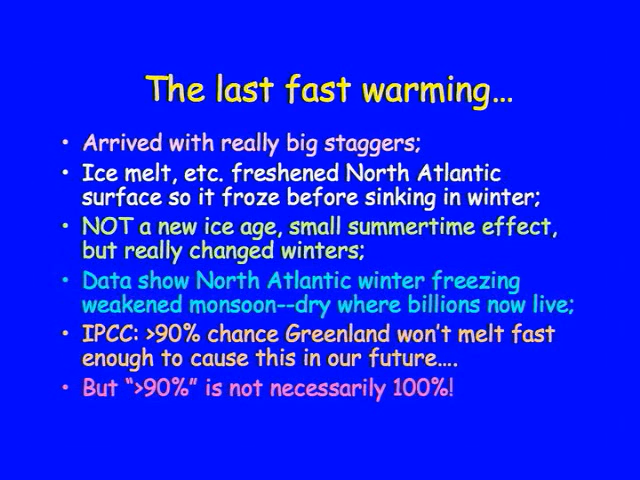 The last fast warming...
• Arrived with really big staggers;
• Ice melt, etc. freshened North Atlantic
surface so it froze before sinking in winter;
• NOT a new ice age, small summertime effect,
but really changed winters;
• Data show North Atlantic winter freezing
weakened monsoon--dry where billions now live;
• IPCC: >90% chance Greenland won't melt fast
enough to cause this in our future....
• But “>90%” is not necessarily 100%!